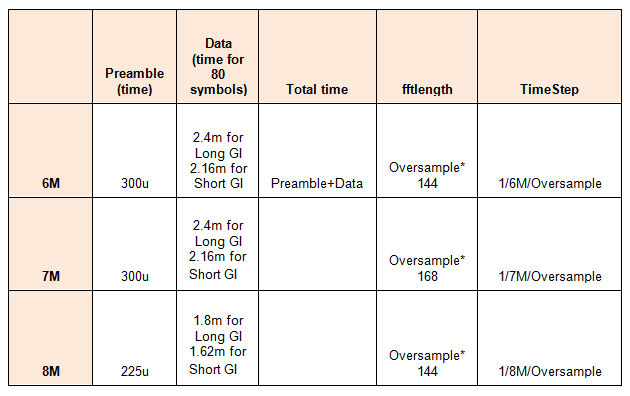 Preamble
(time)
Data
(time for
80
symbols)
Total time
fftlength
TimeStep
6M
300u
2.4m for
Long GI
2.16m for
Short GI
Preamble+Data
Oversample*
144
1/6M/Oversample
7M
300u
2.4m for
Long GI
2.16m for
Short GI
Oversample*
168
1/7M/Oversample
8M
225u
1.8m for
Long GI
1.62m for
Short GI
Oversample*
144
1/8M/Oversample